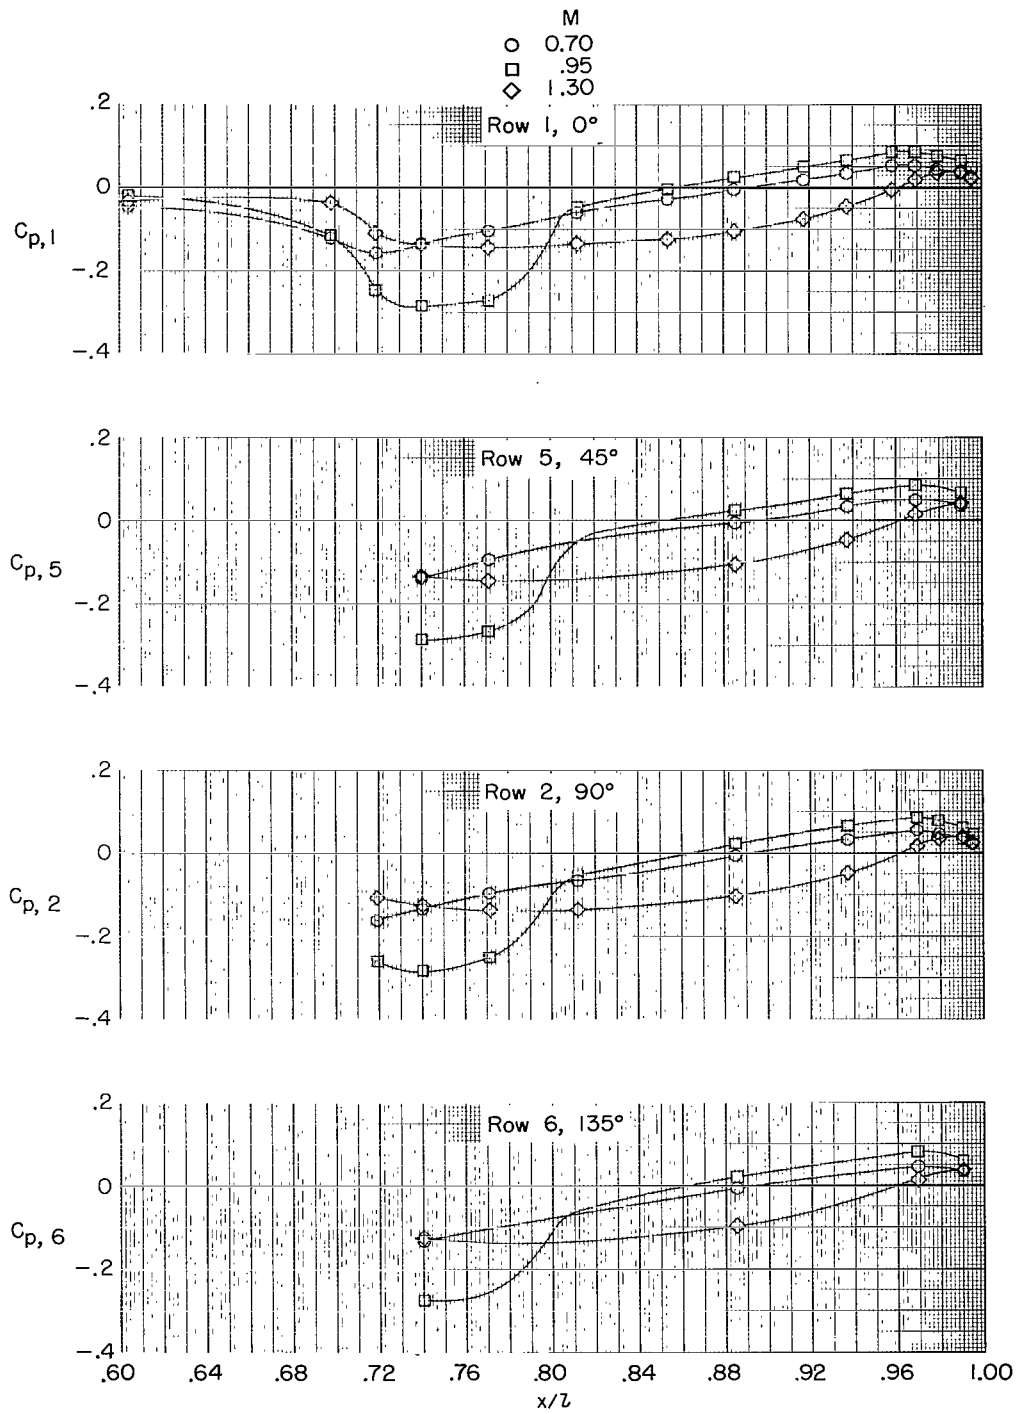 M
0.70
.95
1.30
.2
Row 1, 0°
0
Cp, 1
-.2
-.4
.2
Row 5, 45°
0
Cp, 5
-.2
-.4
.2
Row 2, 90°
0
Cp, 2
-.2
-.4
.2
Row 6, 135°
0
Cp, 6
-.2
-.4
.60 .64 .68 .72 .76 .80 .84 .88 .92 .96 1.00
x/l